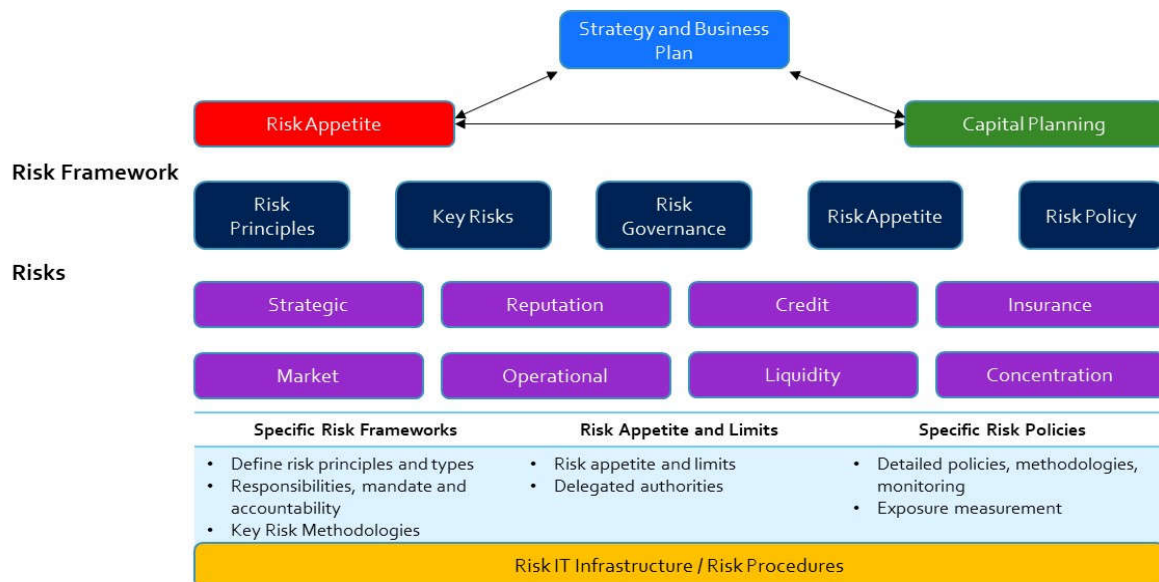 Strategy and Business
Plan
Risk Appetite
Capital Planning
Risk Framework
Risk
Principles
Key Risks
Risk
Governance
Risk Appetite
Risk Policy
Risks
Strategic
Reputation
Credit
Insurance
Market
Operational
Liquidity
Concentration
Specific Risk Frameworks
Risk Appetite and Limits
Specific Risk Policies
• Define risk principles and types
• Responsibilities, mandate and
accountability
• Key Risk Methodologies
• Risk appetite and limits
• Delegated authorities
• Detailed policies, methodologies,
monitoring
• Exposure measurement
Risk IT Infrastructure / Risk Procedures